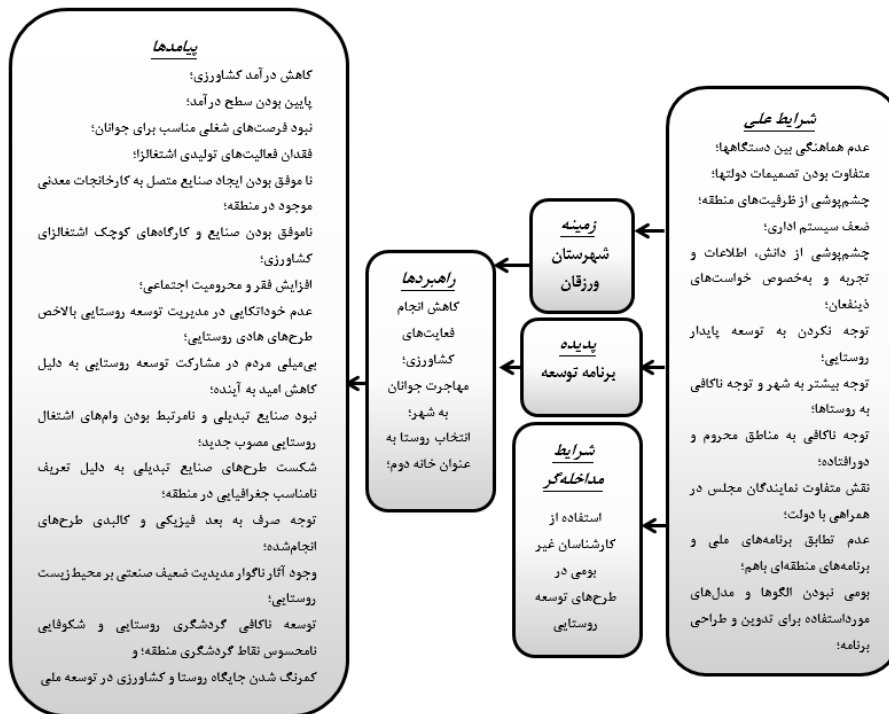 شرایط علی
عدم هماهنگی بین دستگاهها؛
متفاوت بودن تصمیمات دولتها؛
چشم‌پوشی از ظرفیت‌های منطقه؛
ضعف سیستم اداری؛
چشم‌پوشی از دانش، اطلاعات و
تجربه و به‌خصوص خواست‌های
ذینفعان؛
توجه نکردن به توسعه پایدار
روستایی؛
توجه بیشتر به شهر و توجه ناکافی
به روستاها؛
توجه ناکافی به مناطق محروم و
دورافتاده؛
نقش متفاوت نمایندگان مجلس در
همراهی با دولت؛
عدم تطابق برنامه‌های ملی و
برنامه‌های منطقه‌ای باهم؛
بومی نبودن الگوها و مدل‌های
مورداستفاده برای تدوین و طراحی
برنامه؛
زمینه
شهرستان
ورزقان
پدیده
برنامه توسعه
شرایط
مداخله‌گر
استفاده از
کارشناسان غیر
بومی در
طرح‌های توسعه
روستایی
راهبردها
کاهش انجام
فعایت‌های
کشاورزی؛
مهاجرت جوانان
به شهر؛
انتخاب روستا به
عنوان خانه دوم؛
پیامدها
کاهش درآمد کشاورزی؛
پایین بودن سطح درآمد؛
نبود فرصت‌های شغلی مناسب برای جوانان؛
فقدان فعالیت‌های تولیدی اشتغالزا؛
نا موفق بودن ایجاد صنایع متصل به کارخانجات معدنی
موجود در منطقه؛
ناموفق بودن صنایع و کارگاه‌های کوچک اشتغالزای
کشاورزی؛
افزایش فقر و محرومیت اجتماعی؛
عدم خوداتکایی در مدیریت توسعه روستایی بالاخص
طرح‌های هادی روستایی؛
بی‌میلی مردم در مشارکت توسعه روستایی به دلیل
کاهش امید به آینده؛
نبود صنایع تبدیلی و نامرتبط بودن وام‌های اشتغال
روستایی مصوب جدید؛
شکست طرح‌های صنایع تبدیلی به دلیل تعریف
نامناسب جغرافیایی در منطقه؛
توجه صرف به بعد فیزیکی و کالبدی طرح‌های
انجام‌شده؛
وجود آثار ناگوار مدیدیت ضعیف صنعتی بر محیط‌زیست
روستایی؛
توسعه ناکافی گردشگری روستایی و شکوفایی
نامحسوس نقاط گردشگری منطقه؛ و
کمرنگ شدن جایگاه روستا و کشاورزی در توسعه ملی